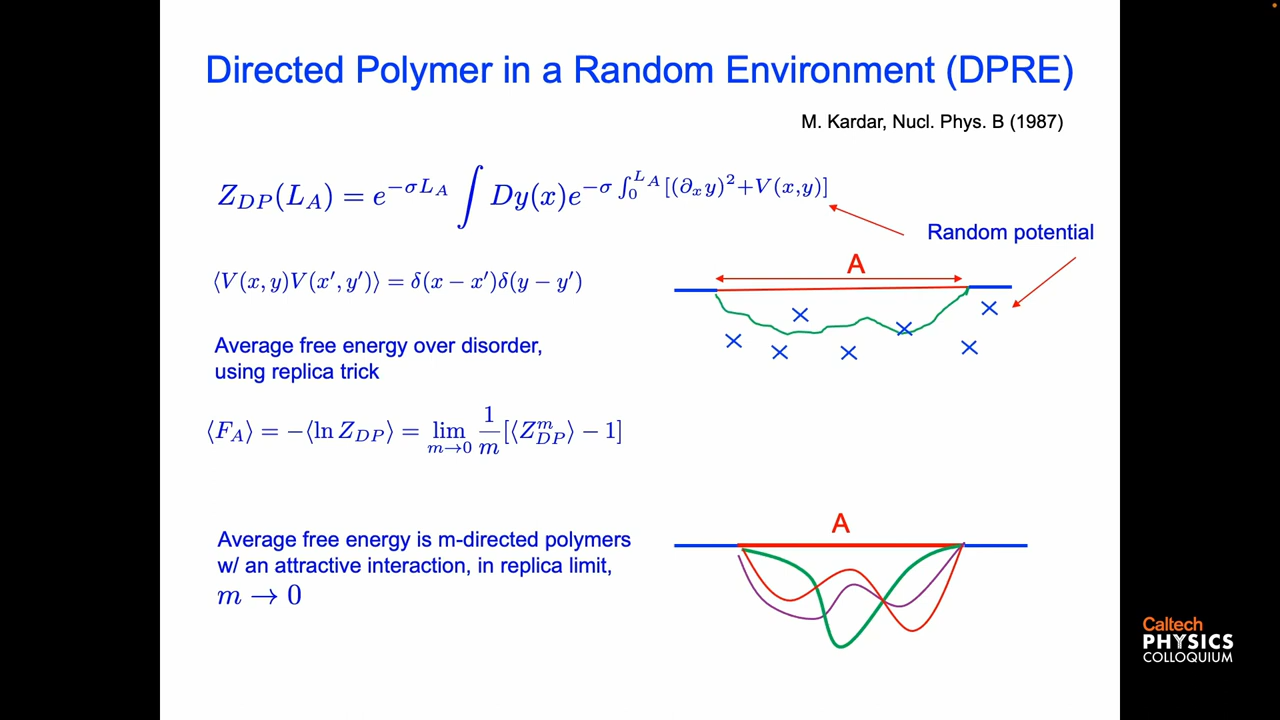 Directed Polymer in a Random Environment (DPRE)
M. Kardar, Nucl. Phys. B (1987)
$Z_{DP}(L_A) = e^{-\sigma L_A} \int Dy(x) e^{-\sigma \int_0^{L_A} [(\partial_x y)^2 + V(x,y)]}$
Random potential
A
$\langle V(x,y)V(x',y')\rangle = \delta(x-x')\delta(y-y')$
Average free energy over disorder,
using replica trick
$\langle F_A \rangle = -\langle \ln Z_{DP} \rangle = \lim_{m \to 0} \frac{1}{m} [\langle Z_{DP}^m \rangle - 1]$
A
Average free energy is m-directed polymers
w/ an attractive interaction, in replica limit,
$m \to 0$
Caltech
PHYSICS
COLLOQUIUM